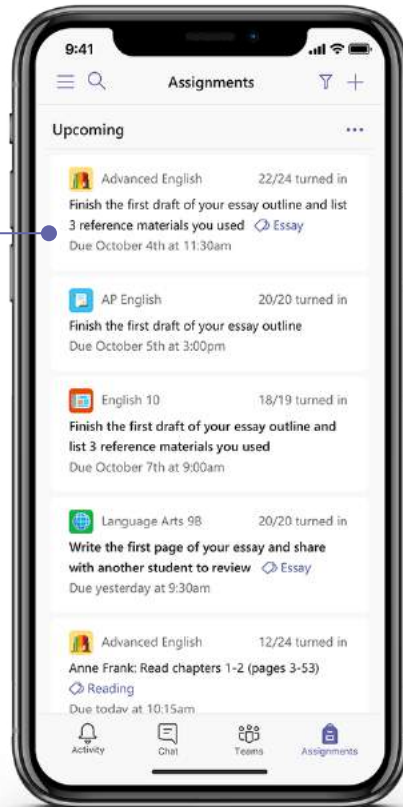 9:41
Assignments
Upcoming
Advanced English 22/24 turned in
Finish the first draft of your essay outline and list
3 reference materials you used Essay
Due October 4th at 11:30am
AP English 20/20 turned in
Finish the first draft of your essay outline
Due October 5th at 3:00pm
English 10 18/19 turned in
Finish the first draft of your essay outline and
list 3 reference materials you used
Due October 7th at 9:00am
Language Arts 9B 20/20 turned in
Write the first page of your essay and share
with another student to review Essay
Due yesterday at 9:30am
Advanced English 12/24 turned in
Anne Frank: Read chapters 1-2 (pages 3-53)
Reading
Due today at 10:15am
Activity Chat Teams Assignments